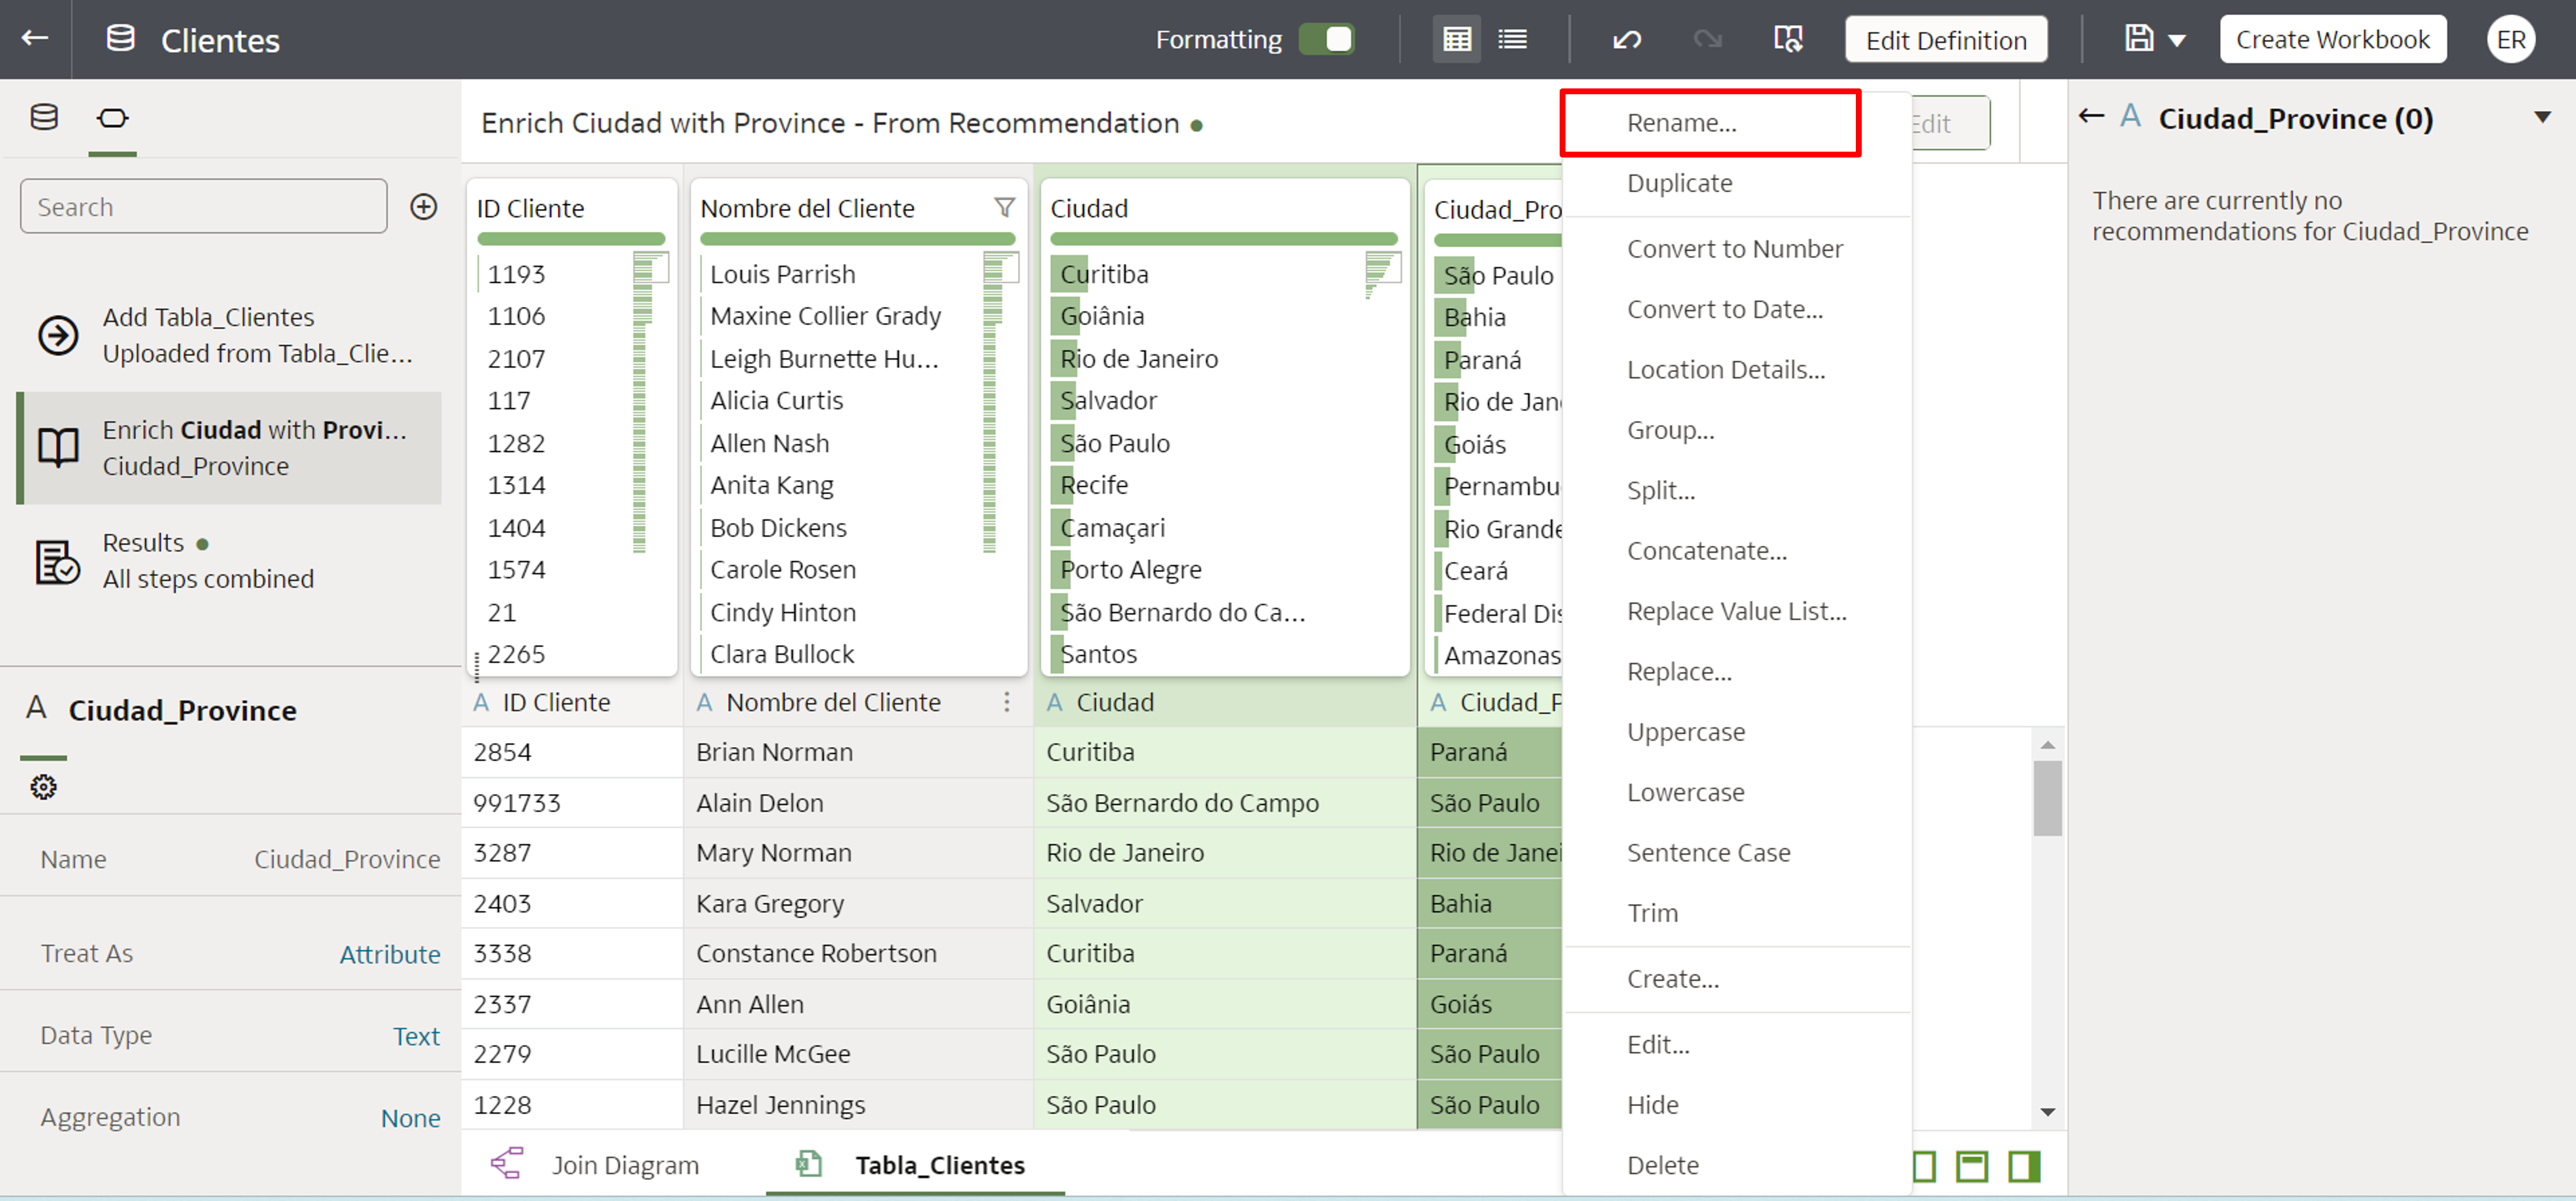 Clientes
Formatting
Edit Definition
Create Workbook
ER
Search
Add Tabla_Clientes
Uploaded from Tabla_Clie...
Enrich Ciudad with Provi...
Ciudad_Province
Results
All steps combined
A Ciudad_Province
Name Ciudad_Province
Treat As Attribute
Data Type Text
Aggregation None
Enrich Ciudad with Province - From Recommendation
Edit
ID Cliente
1193
1106
2107
117
1282
1314
1404
1574
21
2265
Nombre del Cliente
Louis Parrish
Maxine Collier Grady
Leigh Burnette Hu...
Alicia Curtis
Allen Nash
Anita Kang
Bob Dickens
Carole Rosen
Cindy Hinton
Clara Bullock
Ciudad
Curitiba
Goiânia
Rio de Janeiro
Salvador
São Paulo
Recife
Camaçari
Porto Alegre
São Bernardo do Ca...
Santos
Ciudad_Pro
São Paulo
Bahia
Paraná
Rio de Jan
Goiás
Pernambu
Rio Grande
Ceará
Federal Dis
Amazonas
A ID Cliente A Nombre del Cliente A Ciudad A Ciudad_P
2854 Brian Norman Curitiba Paraná
991733 Alain Delon São Bernardo do Campo São Paulo
3287 Mary Norman Rio de Janeiro Rio de Janei
2403 Kara Gregory Salvador Bahia
3338 Constance Robertson Curitiba Paraná
2337 Ann Allen Goiânia Goiás
2279 Lucille McGee São Paulo São Paulo
1228 Hazel Jennings São Paulo São Paulo
Join Diagram
Tabla_Clientes
Rename...
Duplicate
Convert to Number
Convert to Date...
Location Details...
Group...
Split...
Concatenate...
Replace Value List...
Replace...
Uppercase
Lowercase
Sentence Case
Trim
Create...
Edit...
Hide
Delete
A Ciudad_Province (0)
There are currently no
recommendations for Ciudad_Province